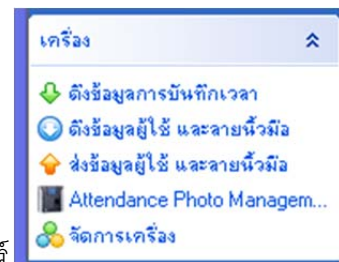 เครื่อง
ดึงข้อมูลการบันทึกเวลา
ดึงข้อมูลผู้ใช้ และลายนิ้วมือ
ส่งข้อมูลผู้ใช้ และลายนิ้วมือ
Attendance Photo Managem...
จัดการเครื่อง